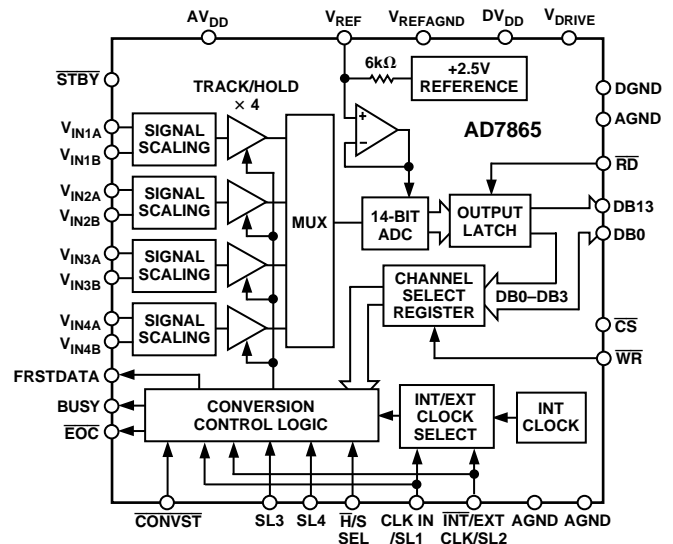 AVDD
VREF
VREFAGND
DVDD
VDRIVE
STBY
6kΩ
+2.5V
REFERENCE
DGND
TRACK/HOLD
× 4
AD7865
AGND
VIN1A
VIN1B
SIGNAL
SCALING
+
−
RD
VIN2A
VIN2B
SIGNAL
SCALING
MUX
14-BIT
ADC
OUTPUT
LATCH
DB13
DB0
VIN3A
VIN3B
SIGNAL
SCALING
CHANNEL
SELECT
REGISTER
DB0–DB3
VIN4A
VIN4B
SIGNAL
SCALING
CS
WR
FRSTDATA
BUSY
EOC
CONVERSION
CONTROL LOGIC
INT/EXT
CLOCK
SELECT
INT
CLOCK
CONVST
SL3
SL4
H/S
SEL
CLK IN
/SL1
INT/EXT
CLK/SL2
AGND
AGND